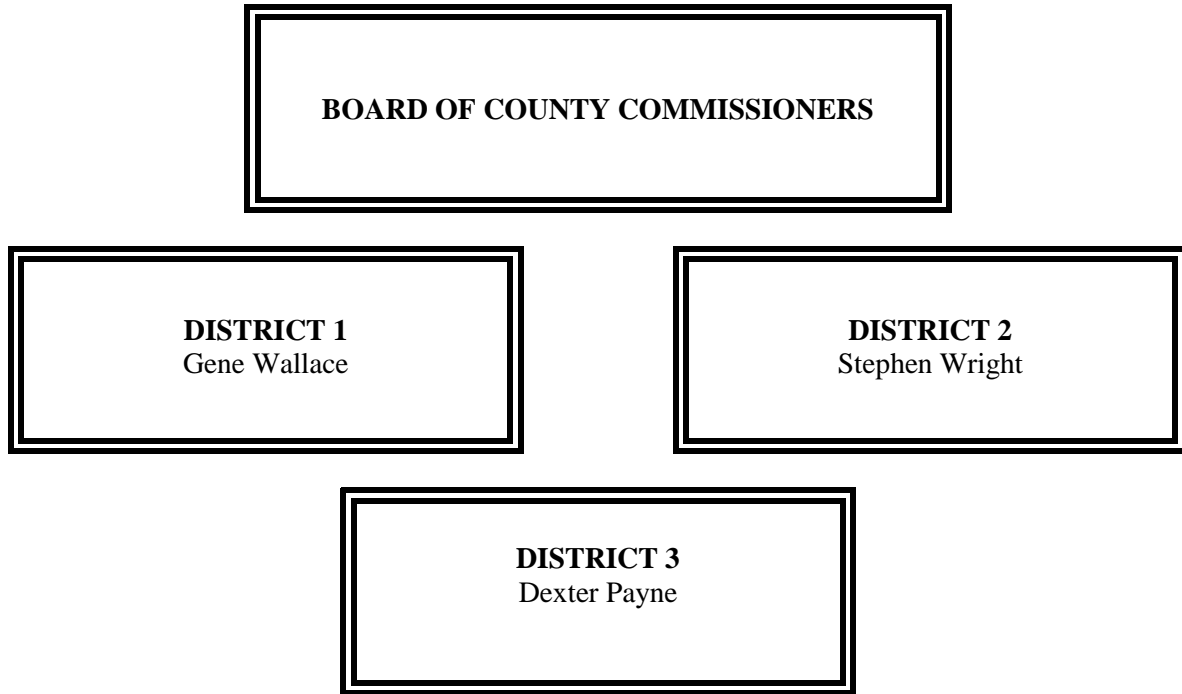 BOARD OF COUNTY COMMISSIONERS
DISTRICT 1
Gene Wallace
DISTRICT 2
Stephen Wright
DISTRICT 3
Dexter Payne